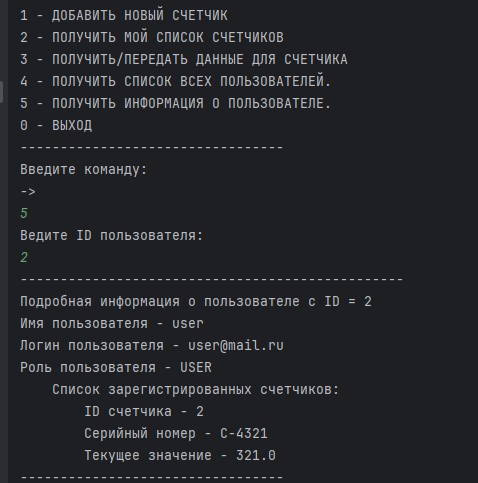 1 - ДОБАВИТЬ НОВЫЙ СЧЕТЧИК
2 - ПОЛУЧИТЬ МОЙ СПИСОК СЧЕТЧИКОВ
3 - ПОЛУЧИТЬ/ПЕРЕДАТЬ ДАННЫЕ ДЛЯ СЧЕТЧИКА
4 - ПОЛУЧИТЬ СПИСОК ВСЕХ ПОЛЬЗОВАТЕЛЕЙ.
5 - ПОЛУЧИТЬ ИНФОРМАЦИЯ О ПОЛЬЗОВАТЕЛЕ.
0 - ВЫХОД
---------------------------------
Введите команду:
->
5
Ведите ID пользователя:
2
------------------------------------------------
Подробная информация о пользователе с ID = 2
Имя пользователя - user
Логин пользователя - user@mail.ru
Роль пользователя - USER
    Список зарегистрированных счетчиков:
        ID счетчика - 2
        Серийный номер - C-4321
        Текущее значение - 321.0
---------------------------------